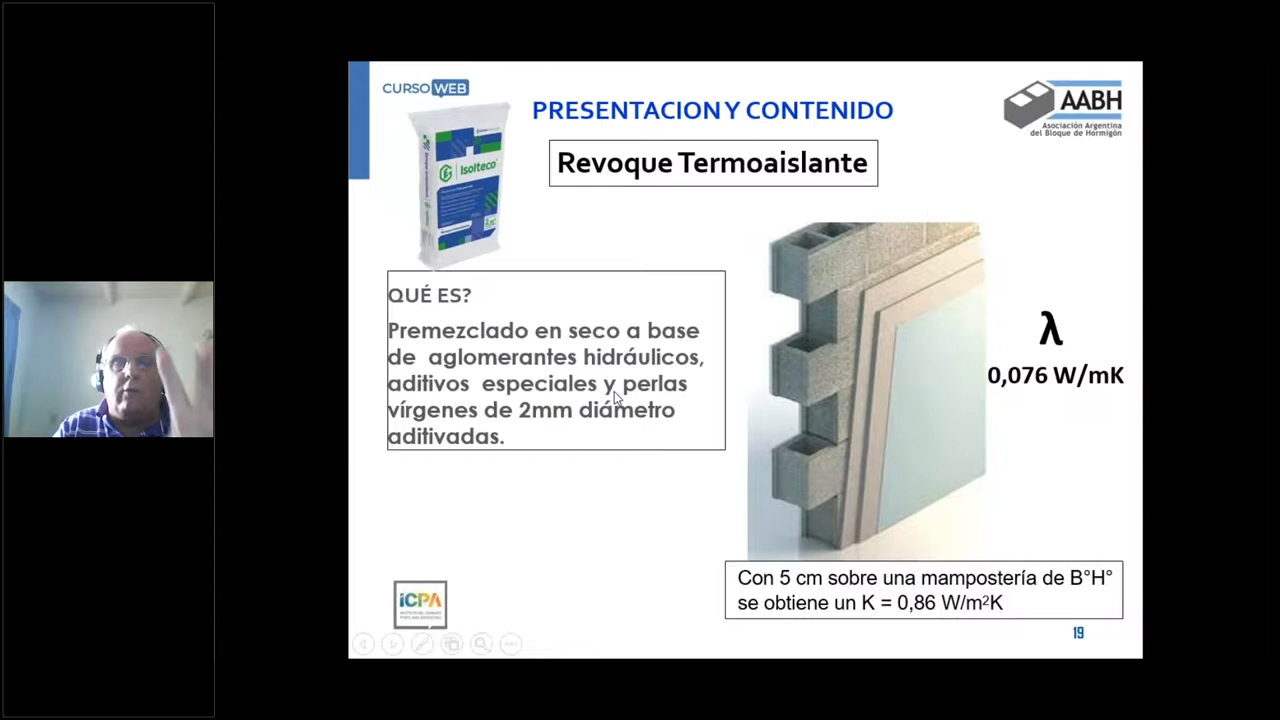 CURSO WEB
PRESENTACION Y CONTENIDO
AABH
Asociación Argentina
del Bloque de Hormigón
Revoque Termoaislante
Isolteco
QUÉ ES?
Premezclado en seco a base
de aglomerantes hidráulicos,
aditivos especiales y perlas
vírgenes de 2mm diámetro
aditivadas.
λ
0,076 W/mK
Con 5 cm sobre una mampostería de B°H°
se obtiene un K = 0,86 W/m²K
iCPA
19